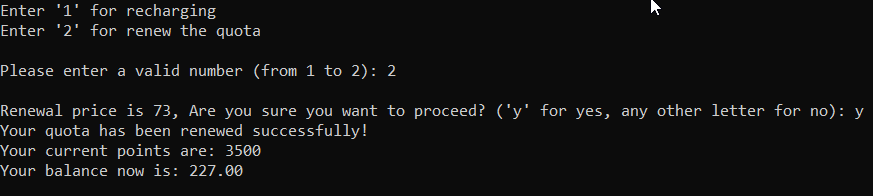 Enter '1' for recharging
Enter '2' for renew the quota
Please enter a valid number (from 1 to 2): 2
Renewal price is 73, Are you sure you want to proceed? ('y' for yes, any other letter for no): y
Your quota has been renewed successfully!
Your current points are: 3500
Your balance now is: 227.00